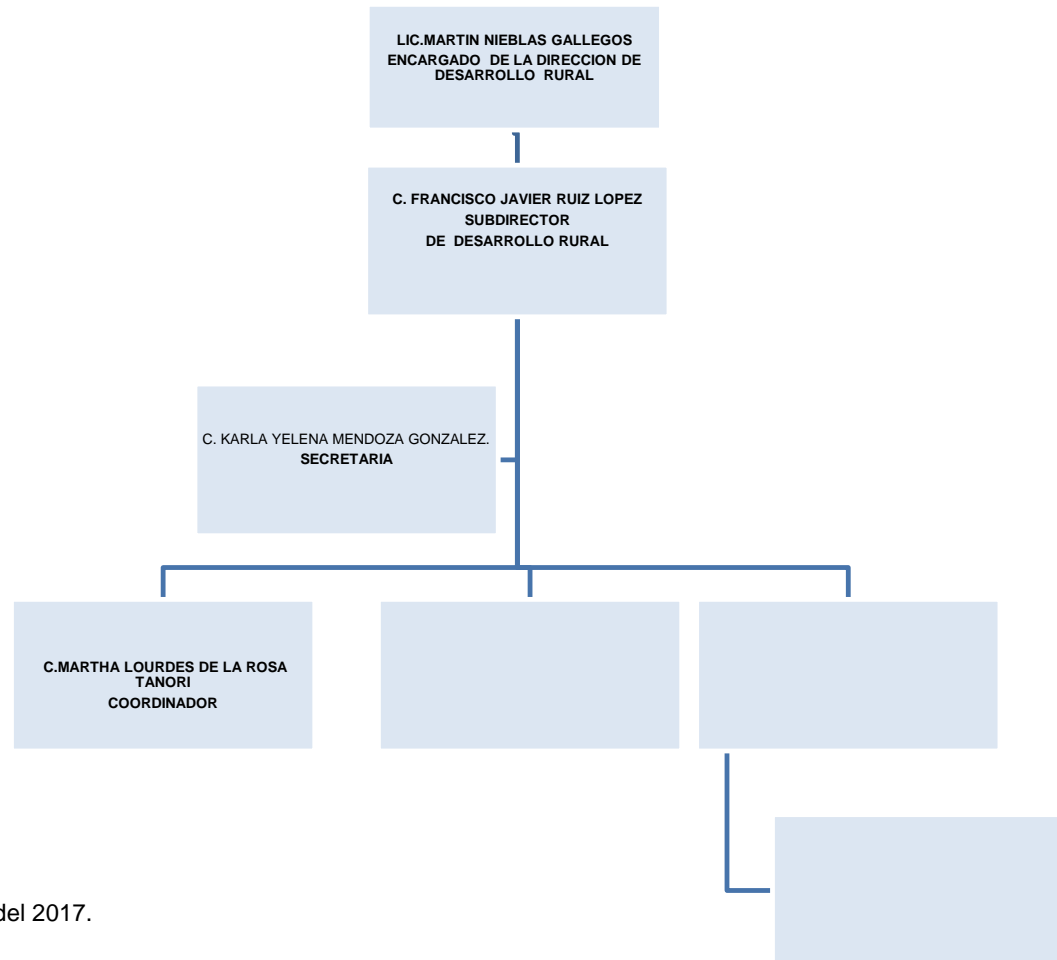 LIC.MARTIN NIEBLAS GALLEGOS
ENCARGADO DE LA DIRECCION DE
DESARROLLO RURAL
C. FRANCISCO JAVIER RUIZ LOPEZ
SUBDIRECTOR
DE DESARROLLO RURAL
C. KARLA YELENA MENDOZA GONZALEZ.
SECRETARIA
C.MARTHA LOURDES DE LA ROSA
TANORI
COORDINADOR
del 2017.